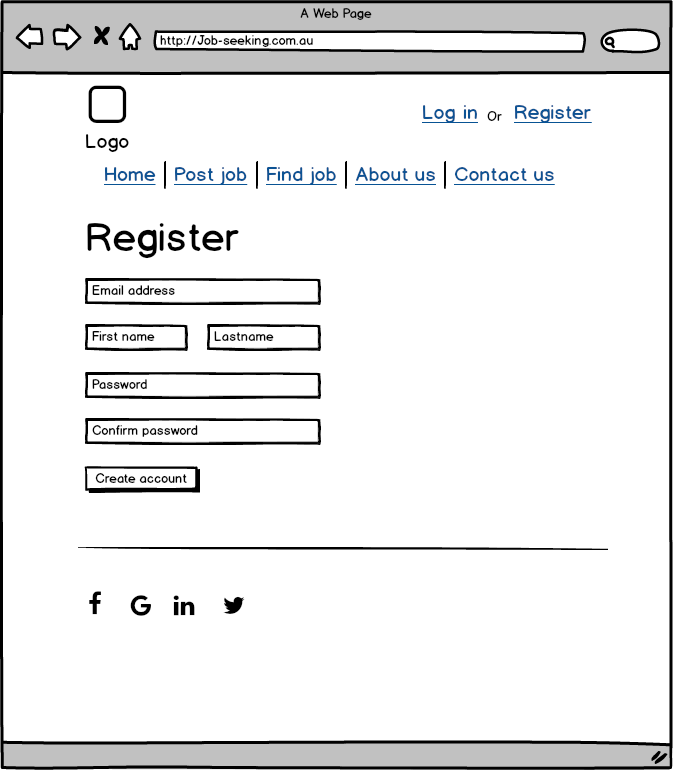 A Web Page
http://Job-seeking.com.au
Log in Or Register
Logo
Home Post job Find job About us Contact us
Register
Email address
First name Lastname
Password
Confirm password
Create account